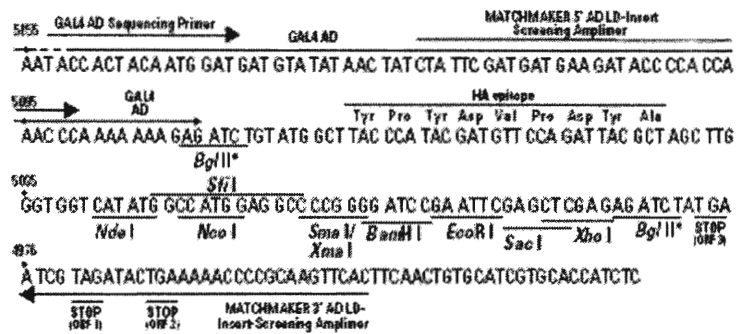 MATCHMAKER 5' AD LD-Insert
GAL4 AD Sequencing Primer GAL4 AD Screening Amplimer
AAT ACC ACT ACA ATG GAT GAT GTA TAT AAC TAT CTA TTC GAT GAT GAA GAT ACC CCA CCA
GAL4
AD
HA epitope
Tyr Pro Tyr Asp Val Pro Asp Tyr Ala
AAC CCA AAA AAA GAG ATC TGT ATG GCT TAC CCA TAC GAT GTT CCA GAT TAC GCT AGC TTG
Bgl II*
Sfi I
GGT GGT CAT ATG GCC ATG GAG GCC CCG GGG ATC CGA ATT CGA GCT CGA GAG ATC TAT GA
Nde I Nco I Sma I/ BamH I EcoR I Sac I Xho I Bgl II* STOP
Xma I (ORF 3)
A TCG TAGATACTGAAAAACCCCGCAAGTTCACTTCAACTGTGCATCGTGCACCATCTC
STOP STOP MATCHMAKER 3' AD LD-
(ORF 1) (ORF 2) Insert-Screening Amplimer